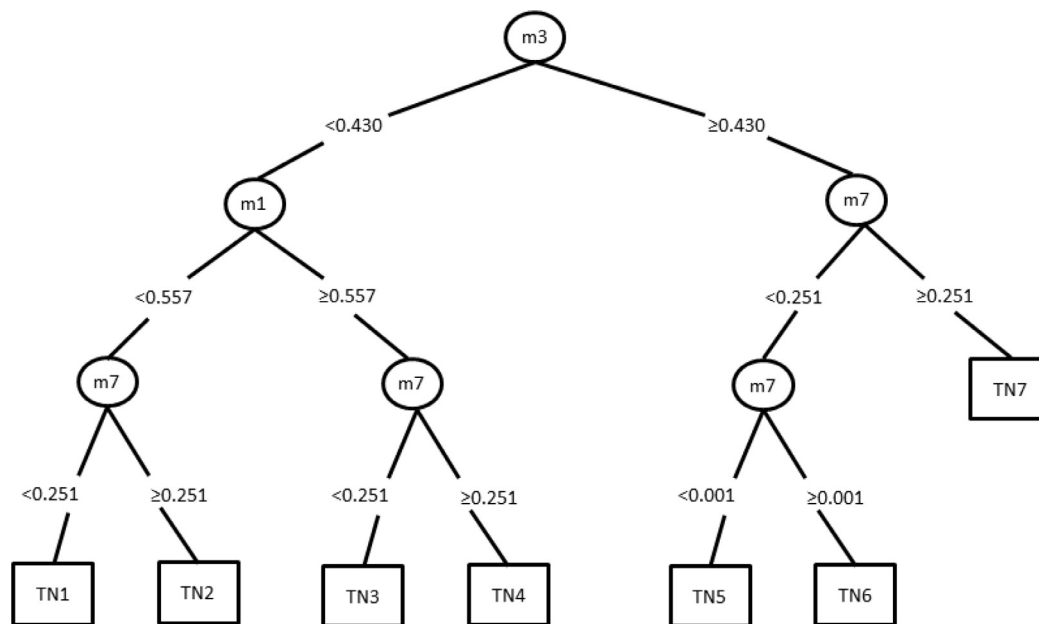 m3
<0.430
≥0.430
m1
m7
<0.557
≥0.557
<0.251
≥0.251
m7
m7
m7
TN7
<0.251
≥0.251
<0.251
≥0.251
<0.001
≥0.001
TN1
TN2
TN3
TN4
TN5
TN6